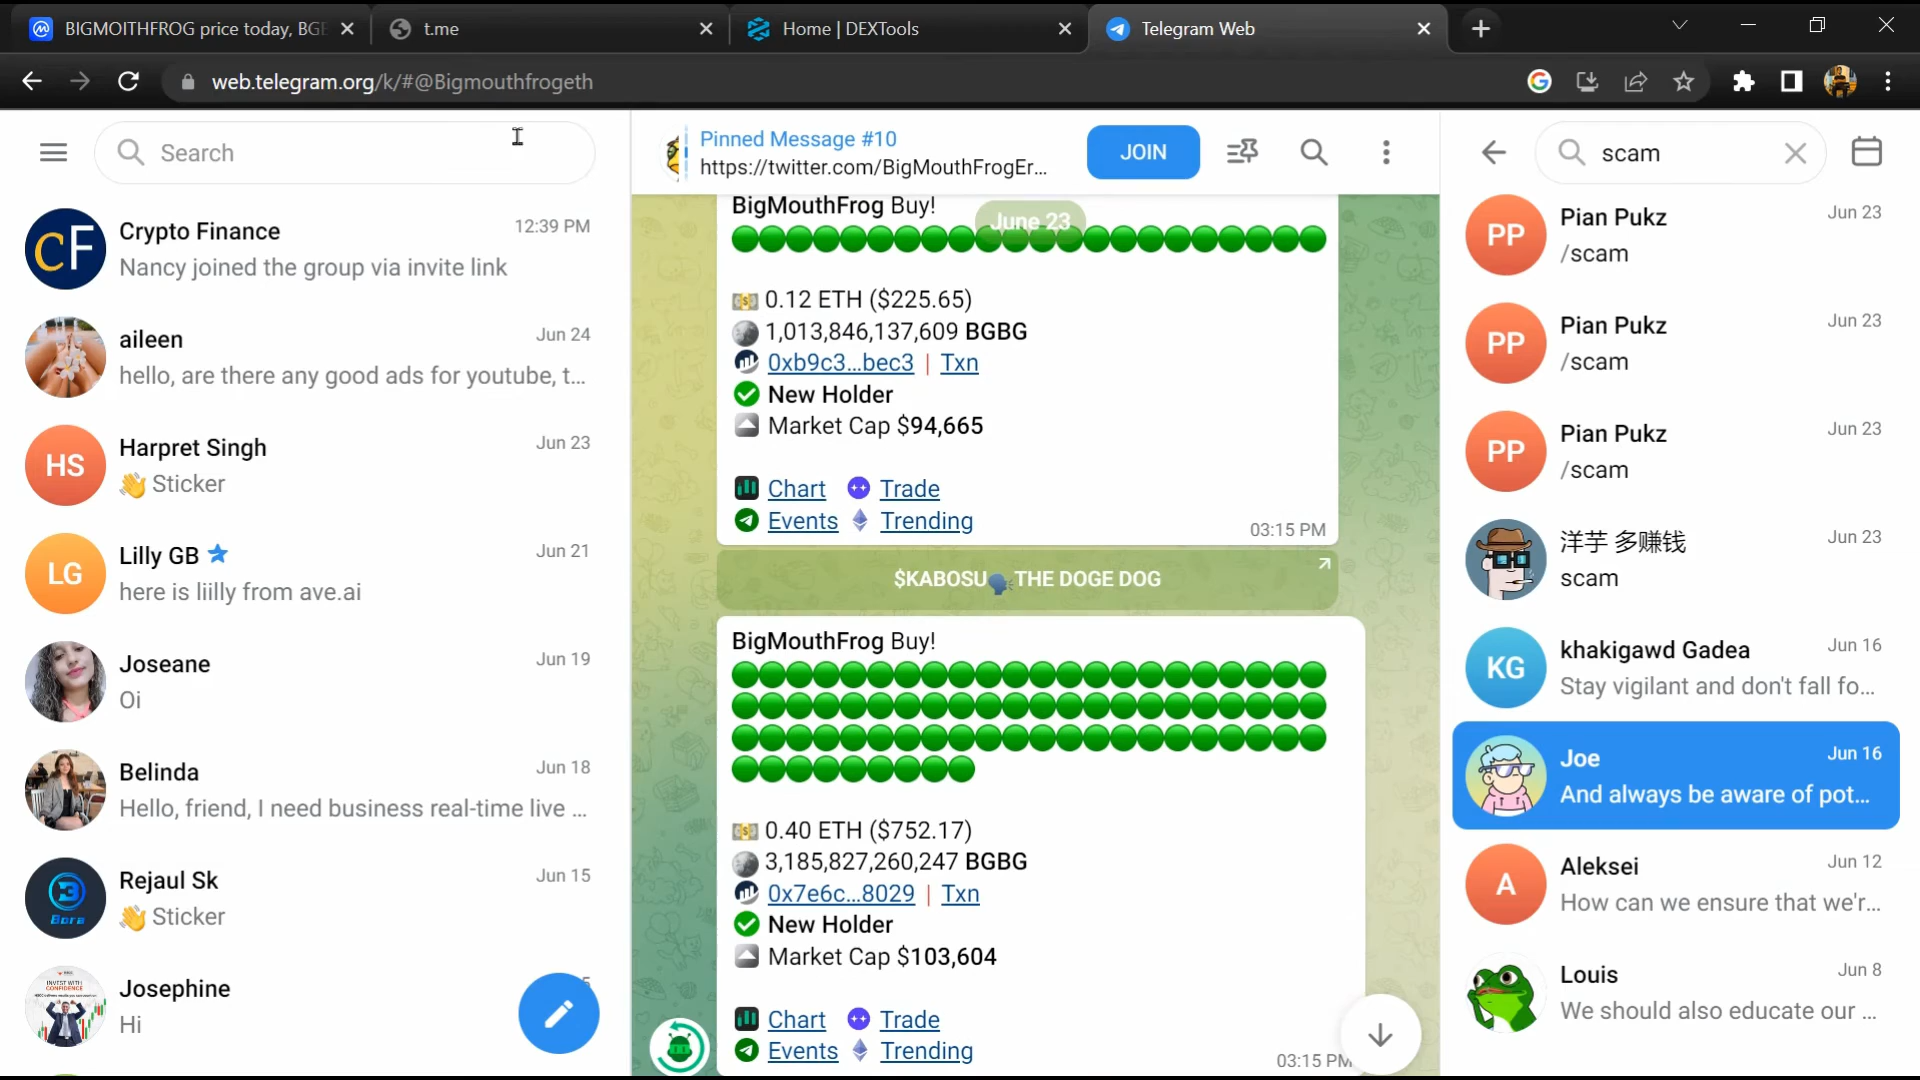 BIGMOITHFROG price today, BGB
t.me
Home | DEXTools
Telegram Web
web.telegram.org/k/#@Bigmouthfrogeth
Search
Crypto Finance
12:39 PM
Nancy joined the group via invite link
aileen
Jun 24
hello, are there any good ads for youtube, t...
HS
Harpret Singh
Jun 23
👋 Sticker
LG
Lilly GB
Jun 21
here is liilly from ave.ai
Joseane
Jun 19
Oi
Belinda
Jun 18
Hello, friend, I need business real-time live ...
Bora
Rejaul Sk
Jun 15
👋 Sticker
INVEST WITH
CONFIDENCE
Josephine
Hi
Pinned Message #10
https://twitter.com/BigMouthFrogEr...
JOIN
BigMouthFrog Buy!
June 23
0.12 ETH ($225.65)
1,013,846,137,609 BGBG
0xb9c3...bec3 | Txn
New Holder
Market Cap $94,665
Chart Trade
Events Trending
03:15 PM
$KABOSU🗣THE DOGE DOG
BigMouthFrog Buy!
0.40 ETH ($752.17)
3,185,827,260,247 BGBG
0x7e6c...8029 | Txn
New Holder
Market Cap $103,604
Chart Trade
Events Trending
03:15 PM
scam
PP
Pian Pukz
Jun 23
/scam
PP
Pian Pukz
Jun 23
/scam
PP
Pian Pukz
Jun 23
/scam
洋芋 多赚钱
Jun 23
scam
KG
khakigawd Gadea
Jun 16
Stay vigilant and don't fall fo...
Joe
Jun 16
And always be aware of pot...
A
Aleksei
Jun 12
How can we ensure that we'r...
Louis
Jun 8
We should also educate our ...